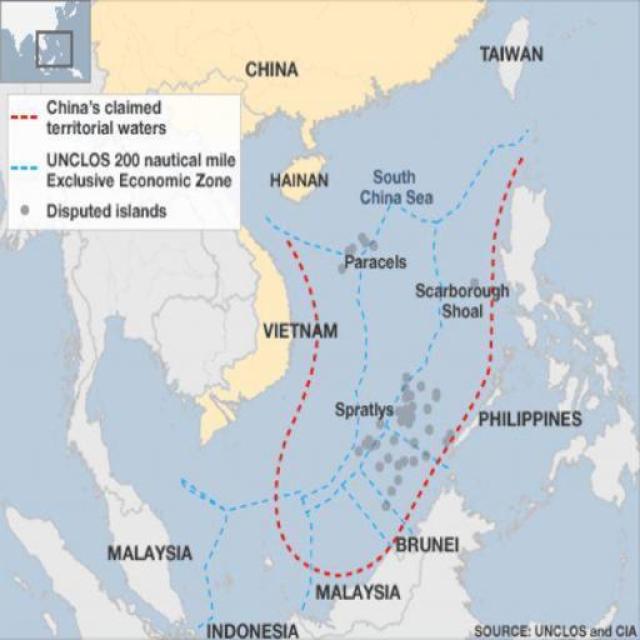 TAIWAN
CHINA
China's claimed
territorial waters
UNCLOS 200 nautical mile
Exclusive Economic Zone
Disputed islands
HAINAN
South
China Sea
Paracels
Scarborough
Shoal
VIETNAM
Spratlys
PHILIPPINES
BRUNEI
MALAYSIA
MALAYSIA
INDONESIA
SOURCE: UNCLOS and CIA